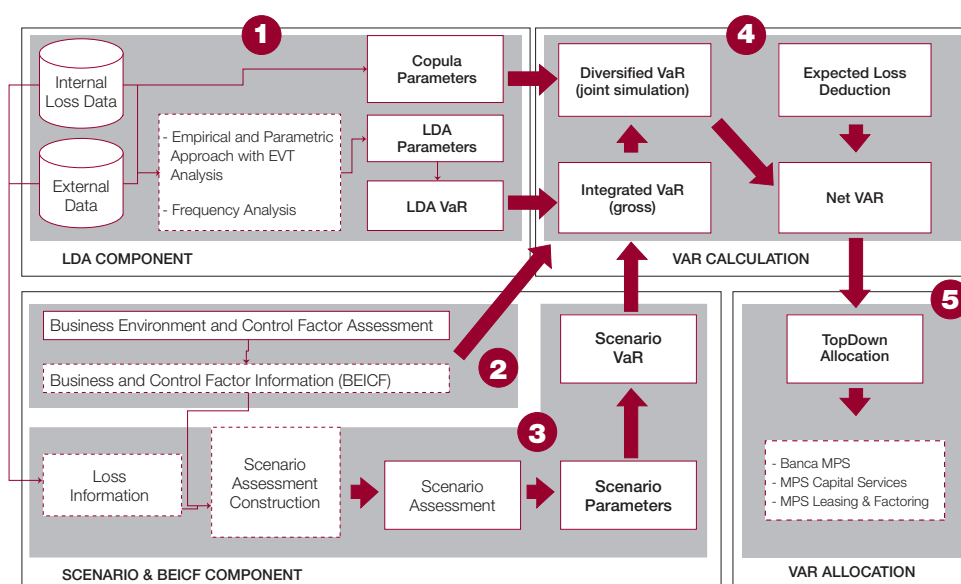 1
Internal
Loss Data
External
Data
- Empirical and Parametric
Approach with EVT
Analysis
- Frequency Analysis
Copula
Parameters
LDA
Parameters
LDA VaR
LDA COMPONENT
4
Diversified VaR
(joint simulation)
Expected Loss
Deduction
Integrated VaR
(gross)
Net VAR
VAR CALCULATION
Business Environment and Control Factor Assessment
2
Business and Control Factor Information (BEICF)
3
Loss
Information
Scenario
Assessment
Construction
Scenario
Assessment
Scenario
Parameters
Scenario
VaR
SCENARIO & BEICF COMPONENT
5
TopDown
Allocation
- Banca MPS
- MPS Capital Services
- MPS Leasing & Factoring
VAR ALLOCATION